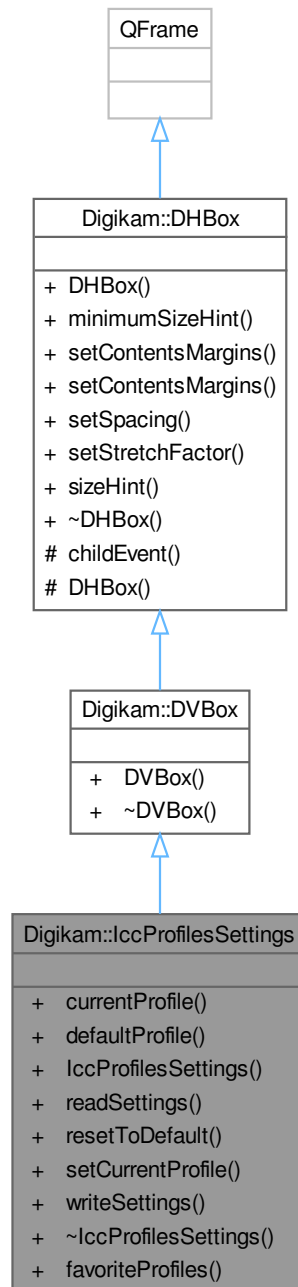 QFrame
Digikam::DHBox
+ DHBox()
+ minimumSizeHint()
+ setContentsMargins()
+ setContentsMargins()
+ setSpacing()
+ setStretchFactor()
+ sizeHint()
+ ~DHBox()
# childEvent()
# DHBox()
Digikam::DVBox
+ DVBox()
+ ~DVBox()
Digikam::IccProfilesSettings
+ currentProfile()
+ defaultProfile()
+ IccProfilesSettings()
+ readSettings()
+ resetToDefault()
+ setCurrentProfile()
+ writeSettings()
+ ~IccProfilesSettings()
+ favoriteProfiles()